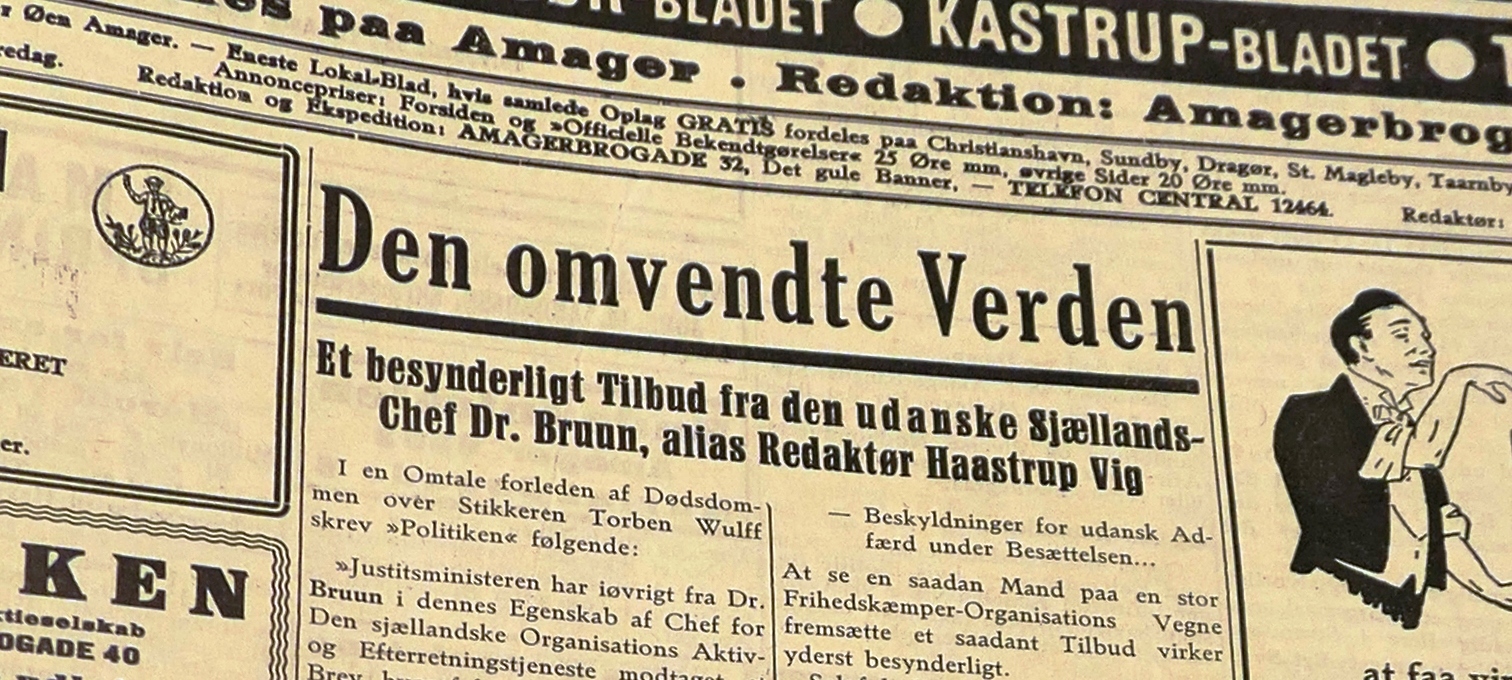 BLADET ● KASTRUP-BLADET ●
paa Amager . Redaktion: Amagerbrog
Øen Amager. — Eneste Lokal-Blad, hvis samlede Oplag GRATIS fordeles paa Christianshavn, Sundby, Dragør, St. Magleby, Taarnby
redag.
Annoncepriser: Forsiden og »Officielle Bekendtgørelser« 25 Øre mm, øvrige Sider 20 Øre mm.
Redaktion og Ekspedition: AMAGERBROGADE 32, Det gule Banner, — TELEFON CENTRAL 12464.
Redaktør:
ERET
er.
KEN
ktieselskab
OGADE 40
Den omvendte Verden
Et besynderligt Tilbud fra den udanske Sjællands-
Chef Dr. Bruun, alias Redaktør Haastrup Vig
I en Omtale forleden af Dødsdom-
men over Stikkeren Torben Wulff
skrev »Politiken« følgende:
»Justitsministeren har iøvrigt fra Dr.
Bruun i dennes Egenskab af Chef for
Den sjællandske Organisations Aktiv-
og Efterretningstjeneste modtaget
Brev
— Beskyldninger for udansk Ad-
færd under Besættelsen...
At se en saadan Mand paa en stor
Frihedskæmper-Organisations Vegne
fremsætte et saadant Tilbud virker
yderst besynderligt.
at faa